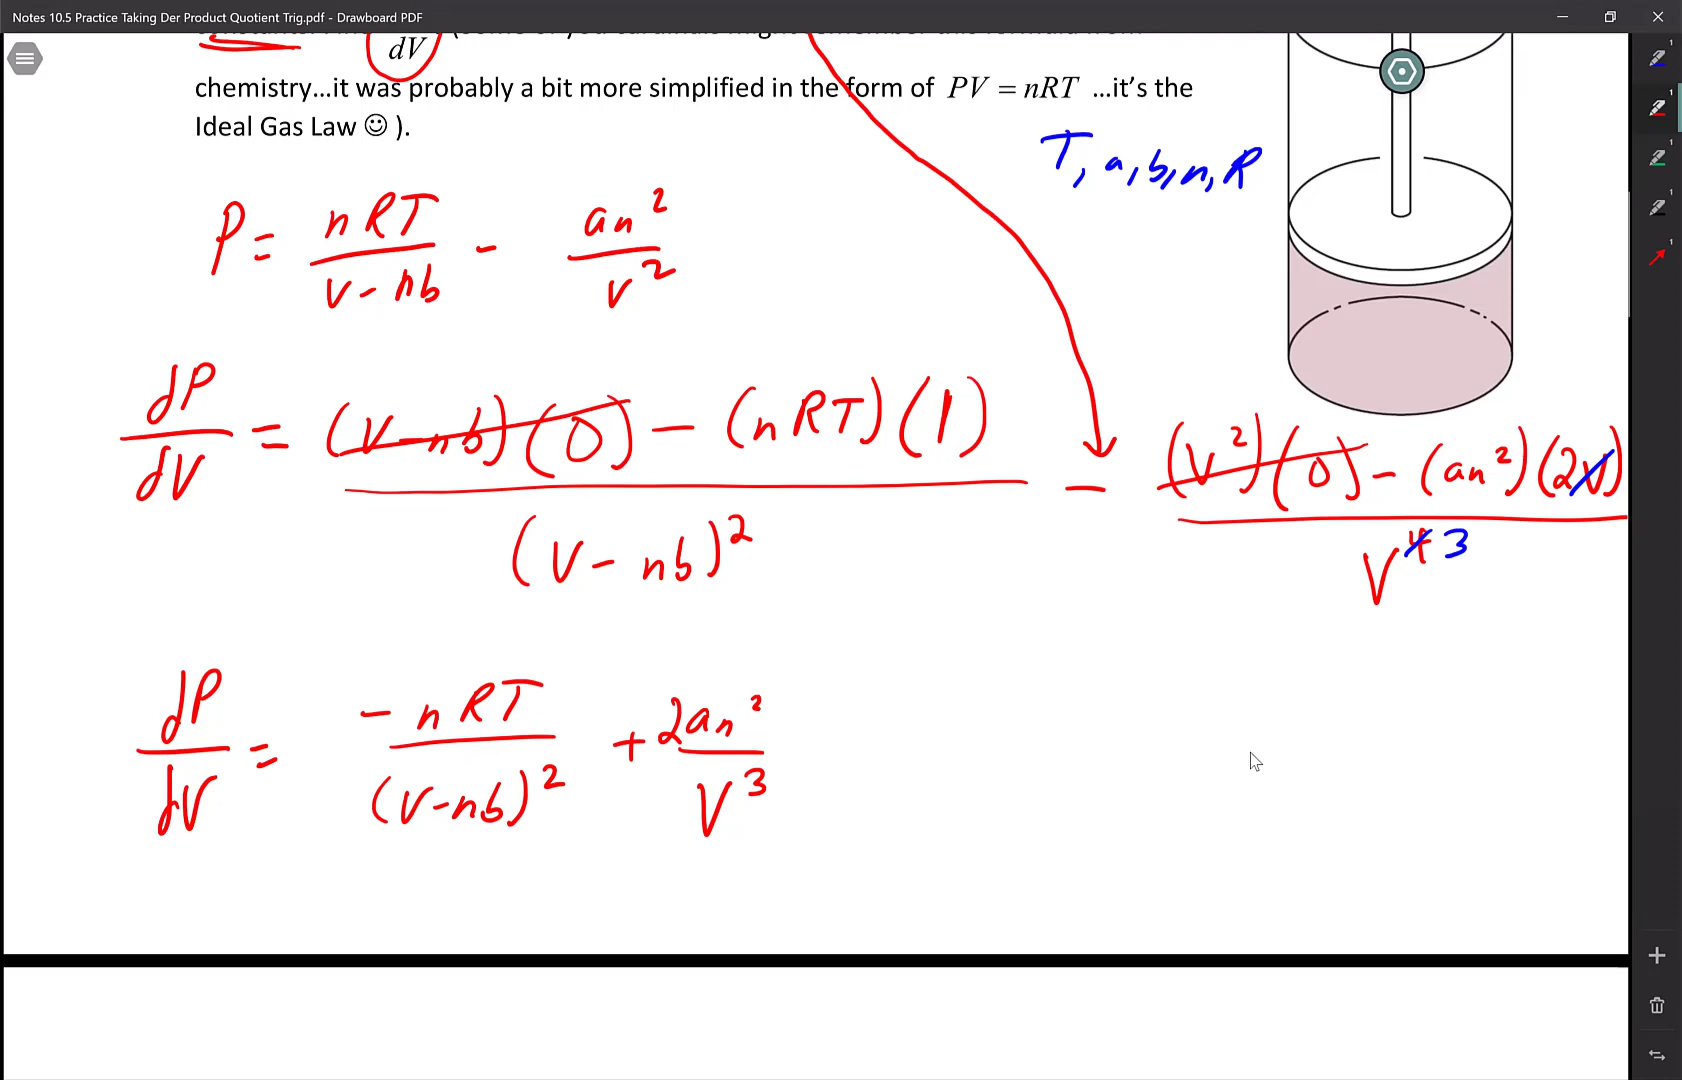 Notes 10.5 Practice Taking Der Product Quotient Trig.pdf - Drawboard PDF
dV
chemistry…it was probably a bit more simplified in the form of PV = nRT …it's the
Ideal Gas Law ☺ ).
T, a, b, n, R
P = nRT/(V - nb) - an²/V²
dP/dV = (V - nb)(0) - (nRT)(1) / (V - nb)² - (V²)(0) - (an²)(2V) / V⁴ 3
dP/dV = -nRT/(V-nb)² + 2an²/V³